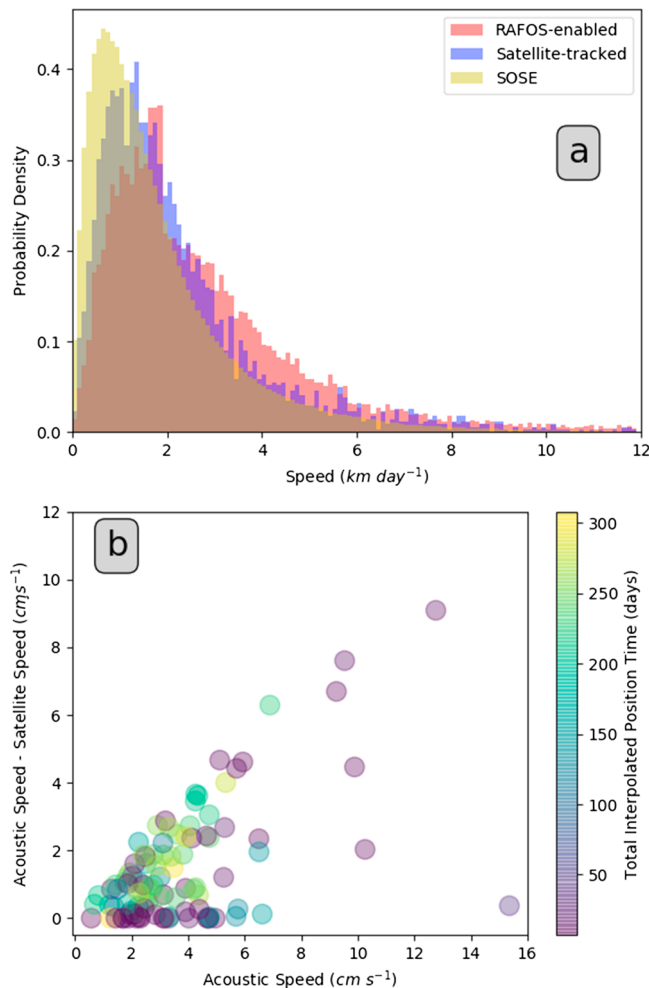 RAFOS-enabled
Satellite-tracked
SOSE
a
Probability Density
0.4
0.3
0.2
0.1
0.0
0 2 4 6 8 10 12
Speed (km day⁻¹)
b
Acoustic Speed - Satellite Speed (cmȷs⁻¹)
12
10
8
6
4
2
0
0 2 4 6 8 10 12 14 16
Acoustic Speed (cm s⁻¹)
300
250
200
150
100
50
Total Interpolated Position Time (days)